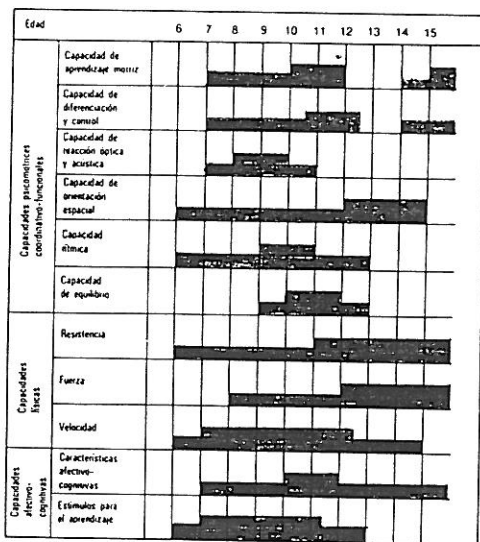 Edad 6 7 8 9 10 11 12 13 14 15
Capacidades psicomotrices
coordinativo-funcionales
Capacidad de
aprendizaje motriz
Capacidad de
diferenciación
y control
Capacidad de
reacción óptica
y acústica
Capacidad de
orientación
espacial
Capacidad
rítmica
Capacidad
de equilibrio
Capacidades
físicas
Resistencia
Fuerza
Velocidad
Capacidades
afectivo-
cognitivas
Características
afectivo-
cognitivas
Estímulos para
el aprendizaje